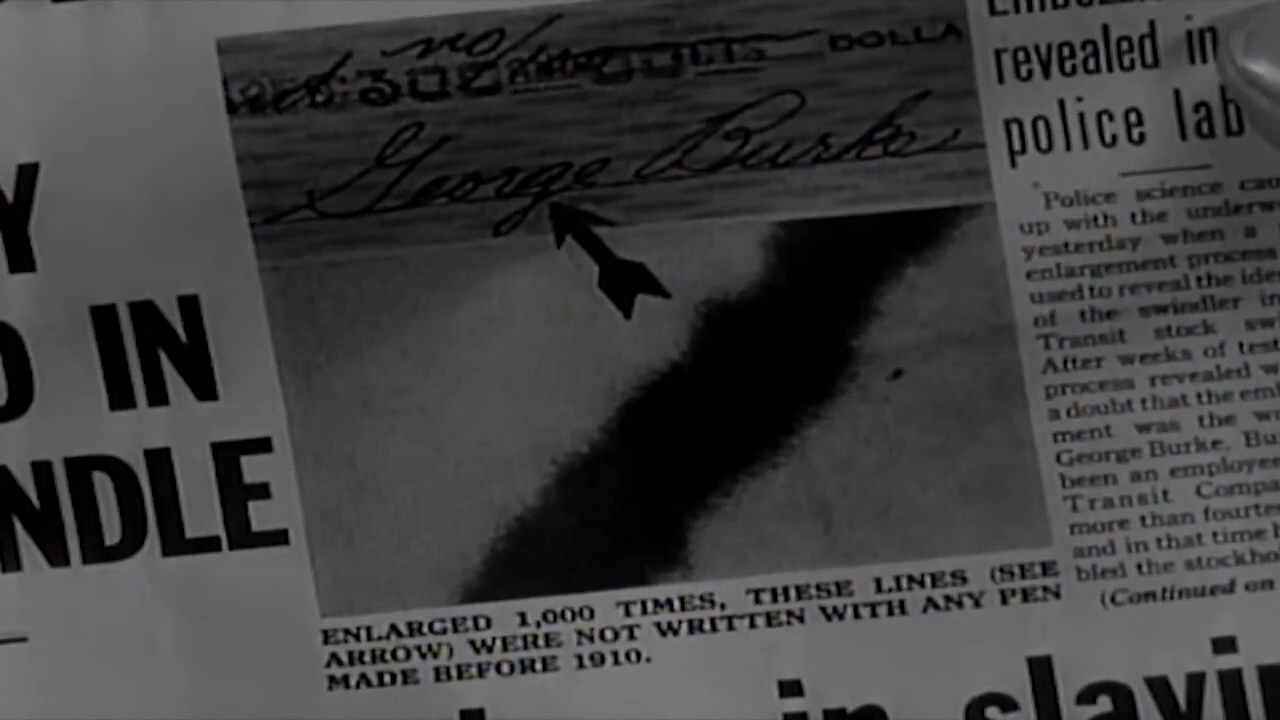 Y
D IN
NDLE
no/
DOLLA
George Burke
revealed in
police lab
Police science cau
up with the underw
yesterday when a
enlargement process
used to reveal the ide
of the swindler in
Transit stock sw
After weeks of test
process revealed w
a doubt that the em
ment was the w
George Burke. Bu
been an employee
Transit Compa
more than fourte
and in that time
bled the stockho
(Continued on
ENLARGED 1,000 TIMES, THESE LINES (SEE
ARROW) WERE NOT WRITTEN WITH ANY PEN
MADE BEFORE 1910.
in slayin